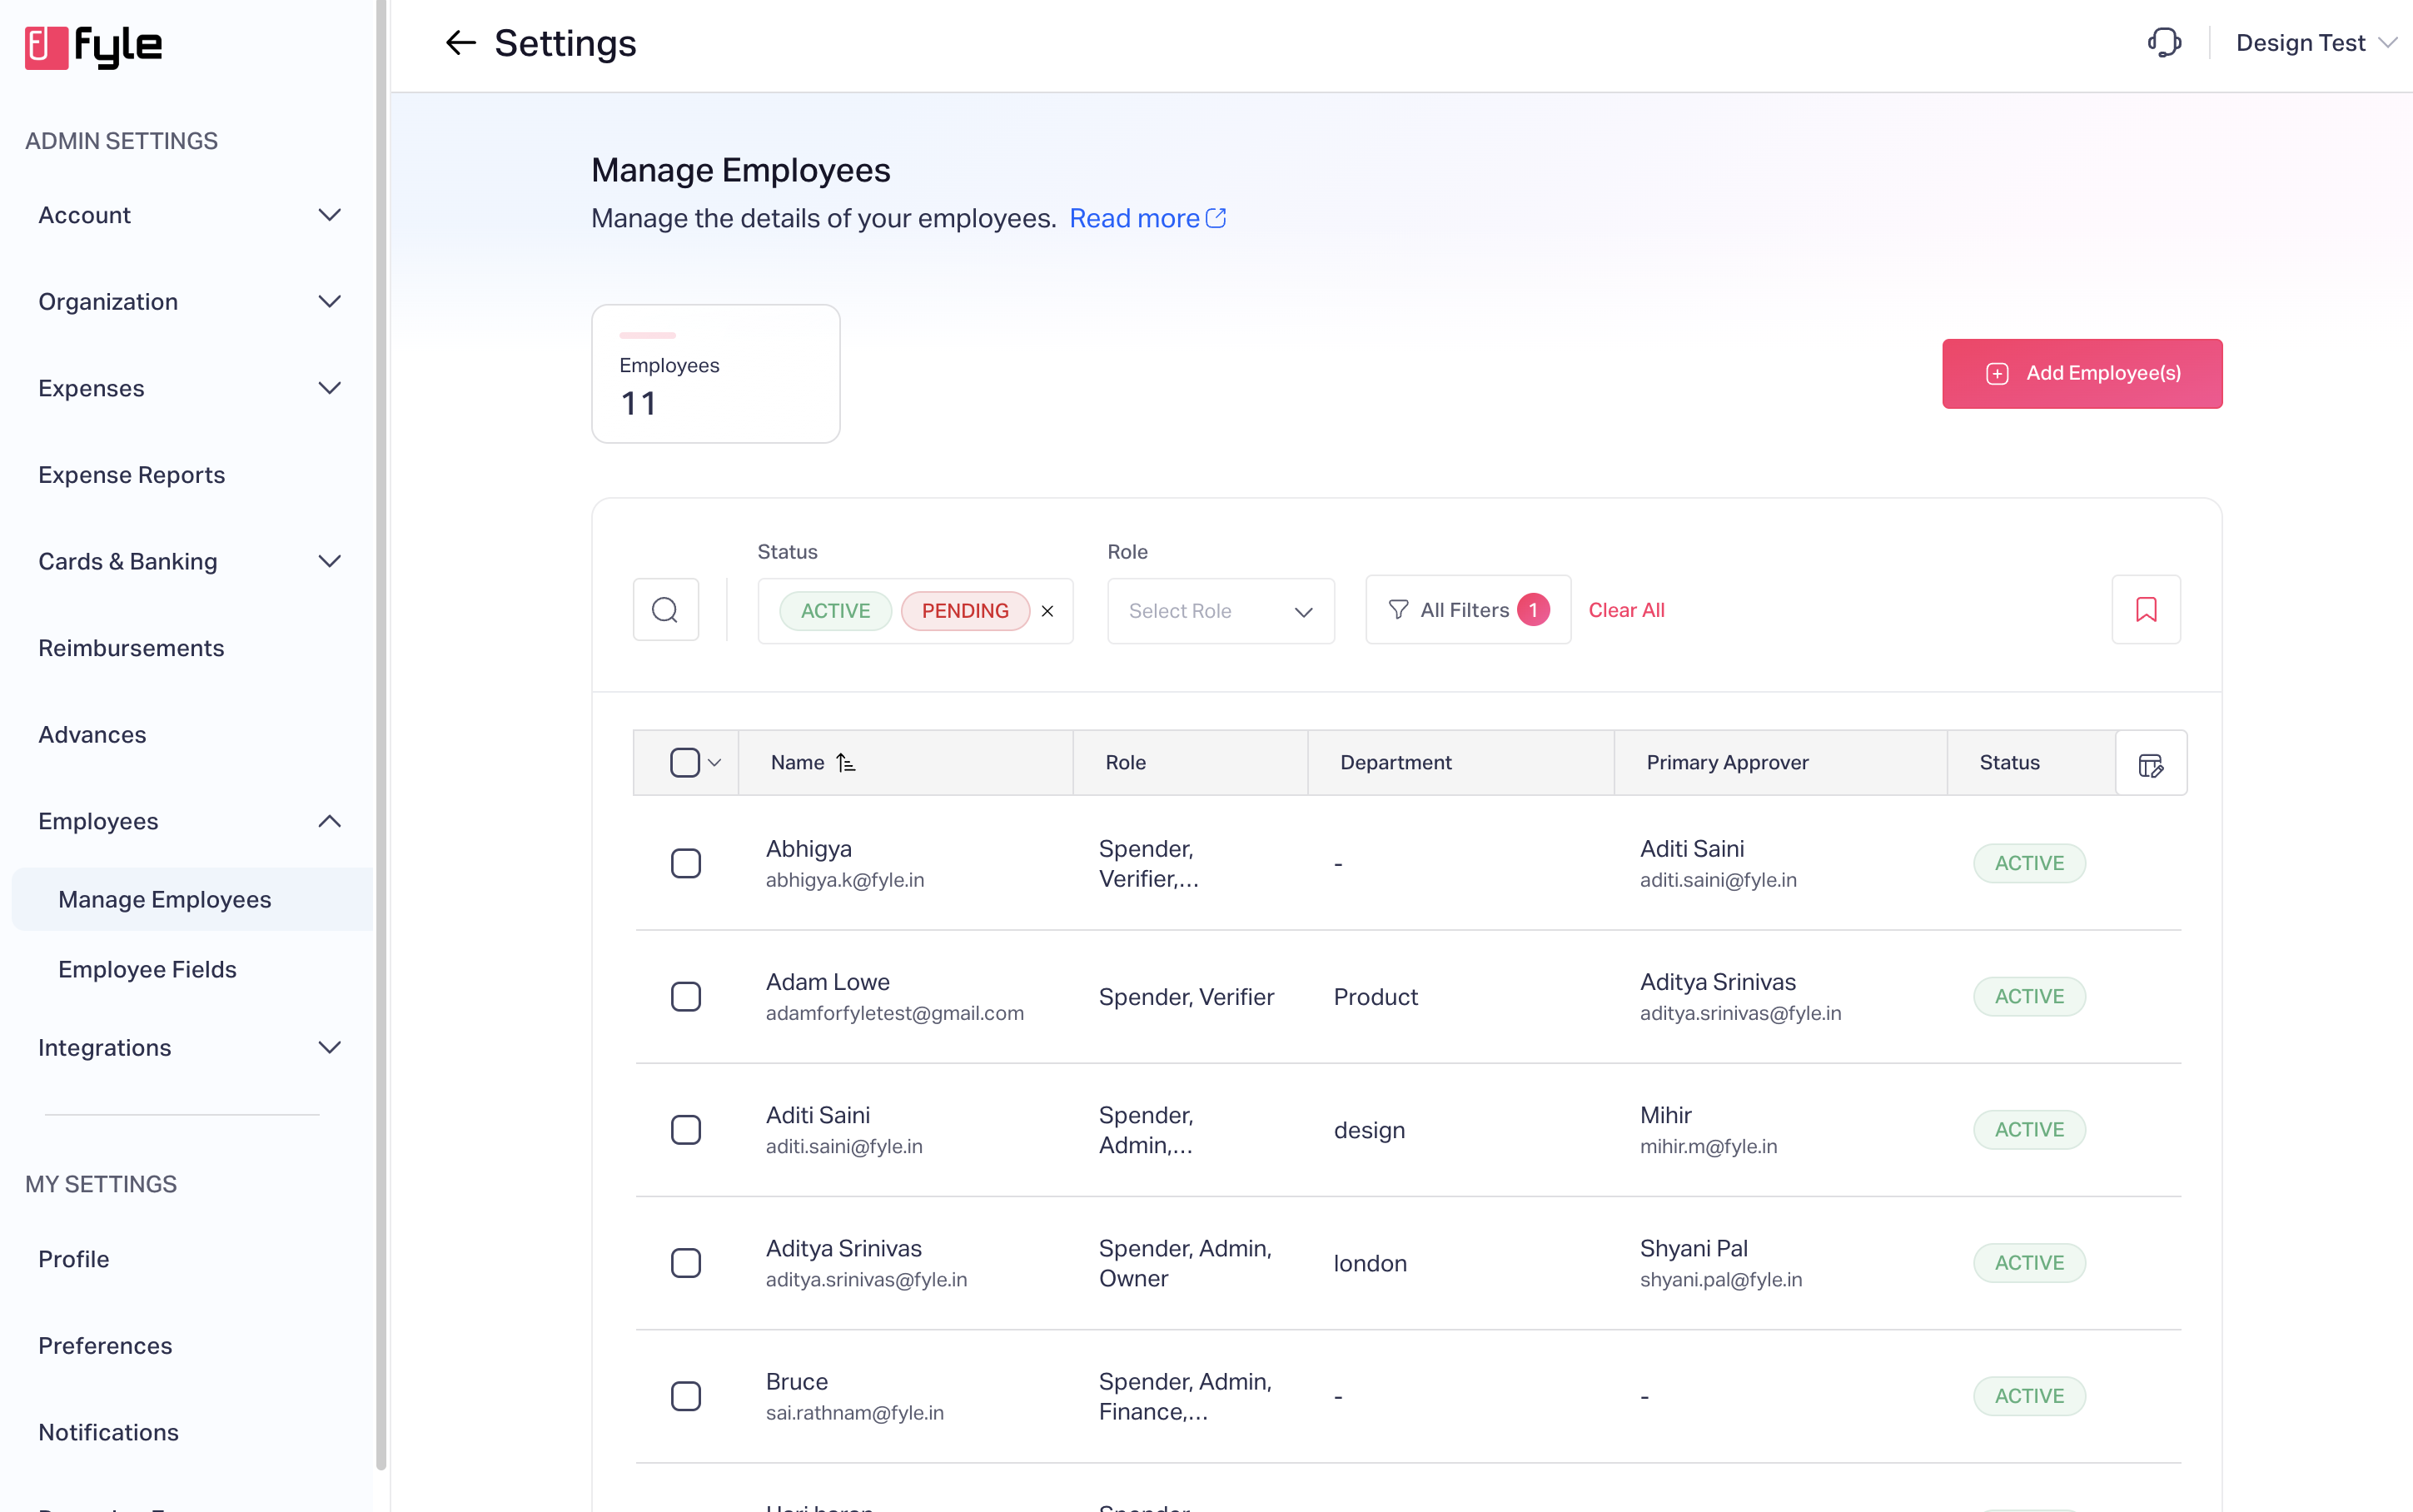 fyle
ADMIN SETTINGS
Account
Organization
Expenses
Expense Reports
Cards & Banking
Reimbursements
Advances
Employees
Manage Employees
Employee Fields
Integrations
MY SETTINGS
Profile
Preferences
Notifications
Settings
Design Test
Manage Employees
Manage the details of your employees. Read more
Employees
11
Add Employee(s)
Status
Role
ACTIVE PENDING
Select Role
All Filters 1
Clear All
Name Role Department Primary Approver Status
Abhigya
abhigya.k@fyle.in
Spender,
Verifier,...
-
Aditi Saini
aditi.saini@fyle.in
ACTIVE
Adam Lowe
adamforfyletest@gmail.com
Spender, Verifier
Product
Aditya Srinivas
aditya.srinivas@fyle.in
ACTIVE
Aditi Saini
aditi.saini@fyle.in
Spender,
Admin,...
design
Mihir
mihir.m@fyle.in
ACTIVE
Aditya Srinivas
aditya.srinivas@fyle.in
Spender, Admin,
Owner
london
Shyani Pal
shyani.pal@fyle.in
ACTIVE
Bruce
sai.rathnam@fyle.in
Spender, Admin,
Finance,...
-
-
ACTIVE